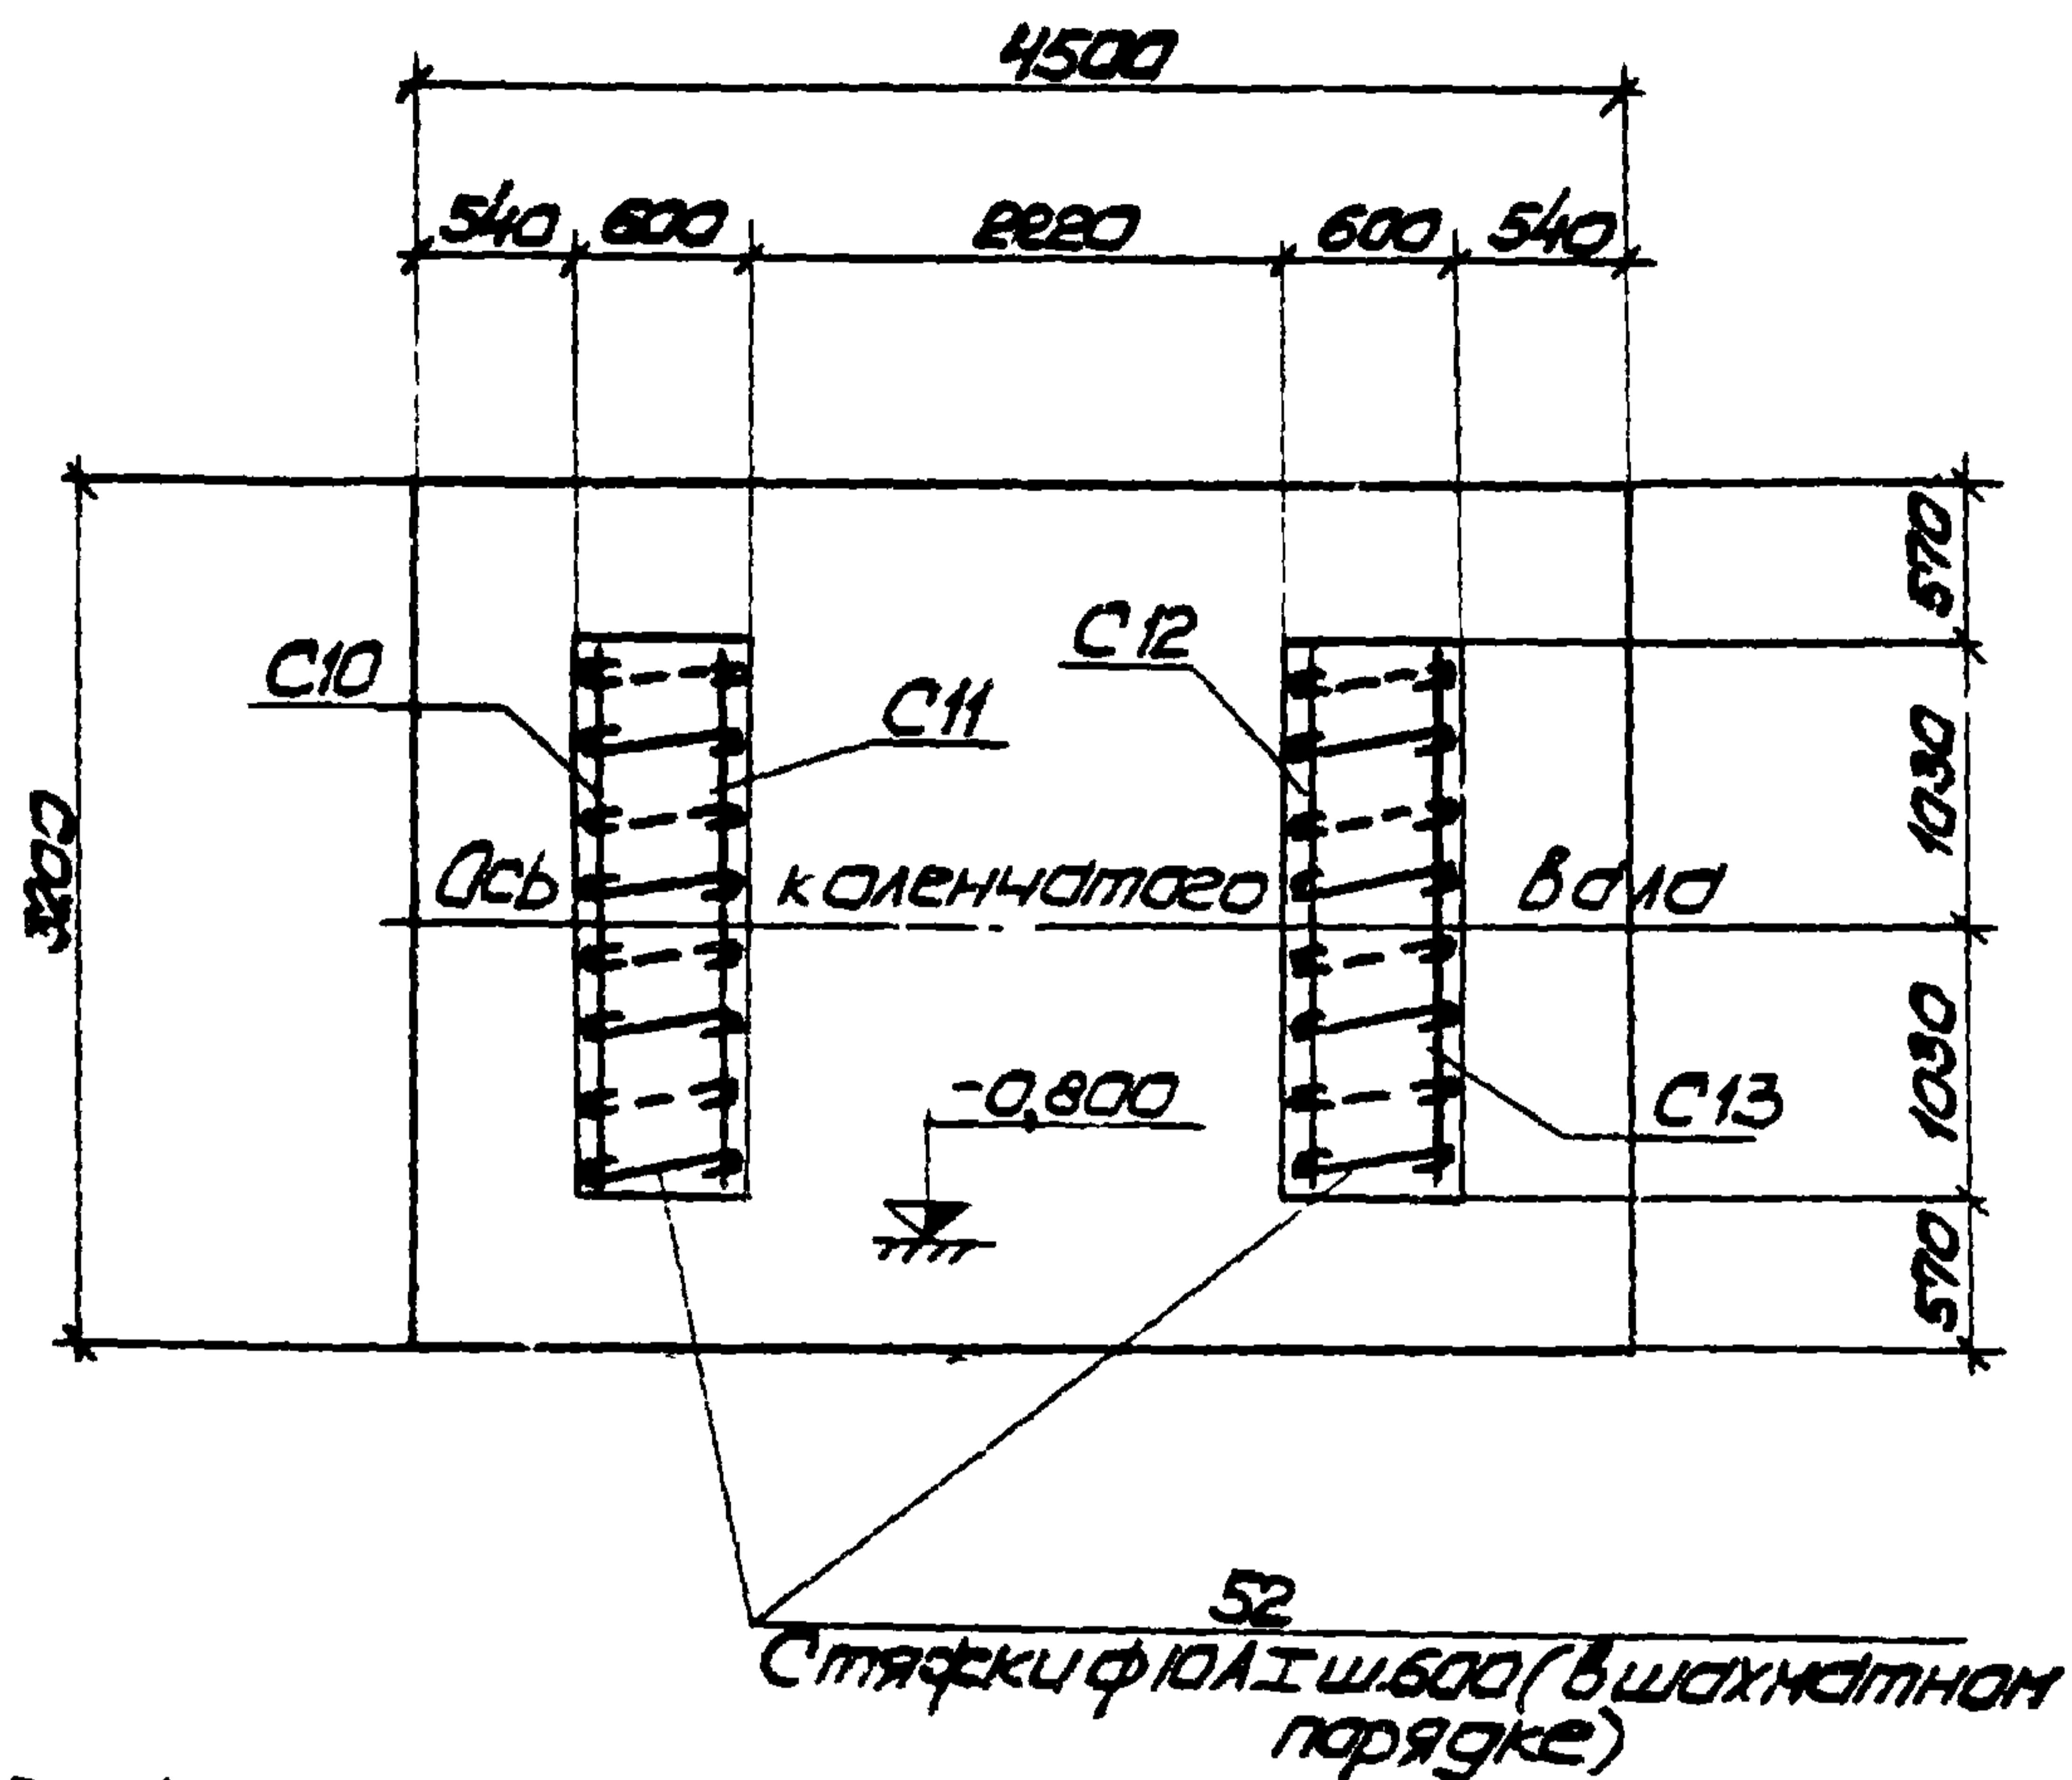 4500
540 600 2220 600 540
570
С10
С12
С11
1030
3200
Ось коленчатого вала
1030
-0,800
С13
570
52
Стяжки ф10АI ш.600 (в шахматном
порядке)